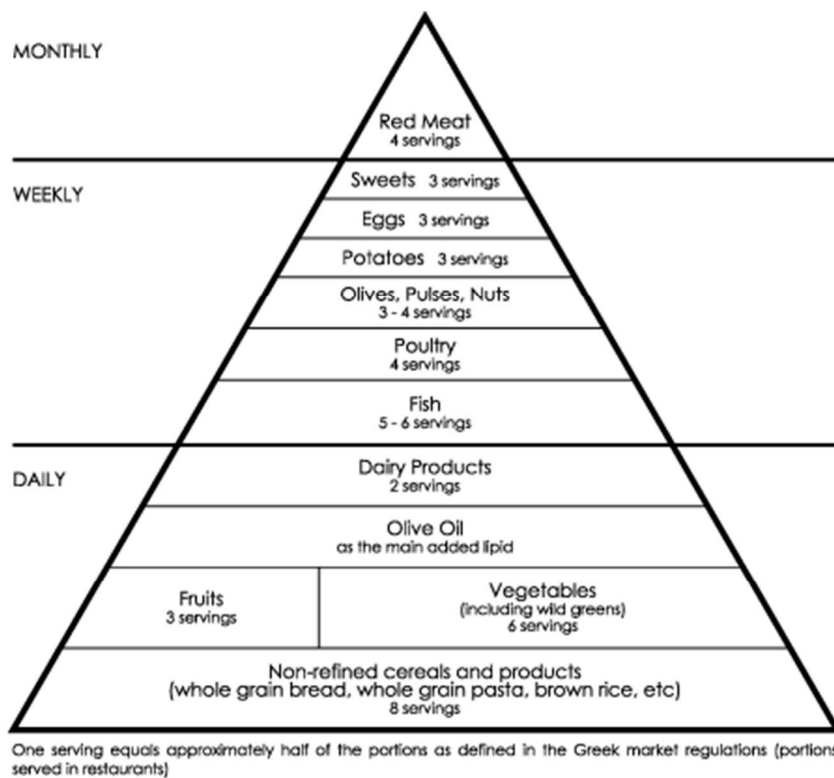 MONTHLY
Red Meat
4 servings
WEEKLY
Sweets 3 servings
Eggs 3 servings
Potatoes 3 servings
Olives, Pulses, Nuts
3 - 4 servings
Poultry
4 servings
Fish
5 - 6 servings
DAILY
Dairy Products
2 servings
Olive Oil
as the main added lipid
Fruits
3 servings
Vegetables
(including wild greens)
6 servings
Non-refined cereals and products
(whole grain bread, whole grain pasta, brown rice, etc)
8 servings
One serving equals approximately half of the portions as defined in the Greek market regulations (portions
served in restaurants)